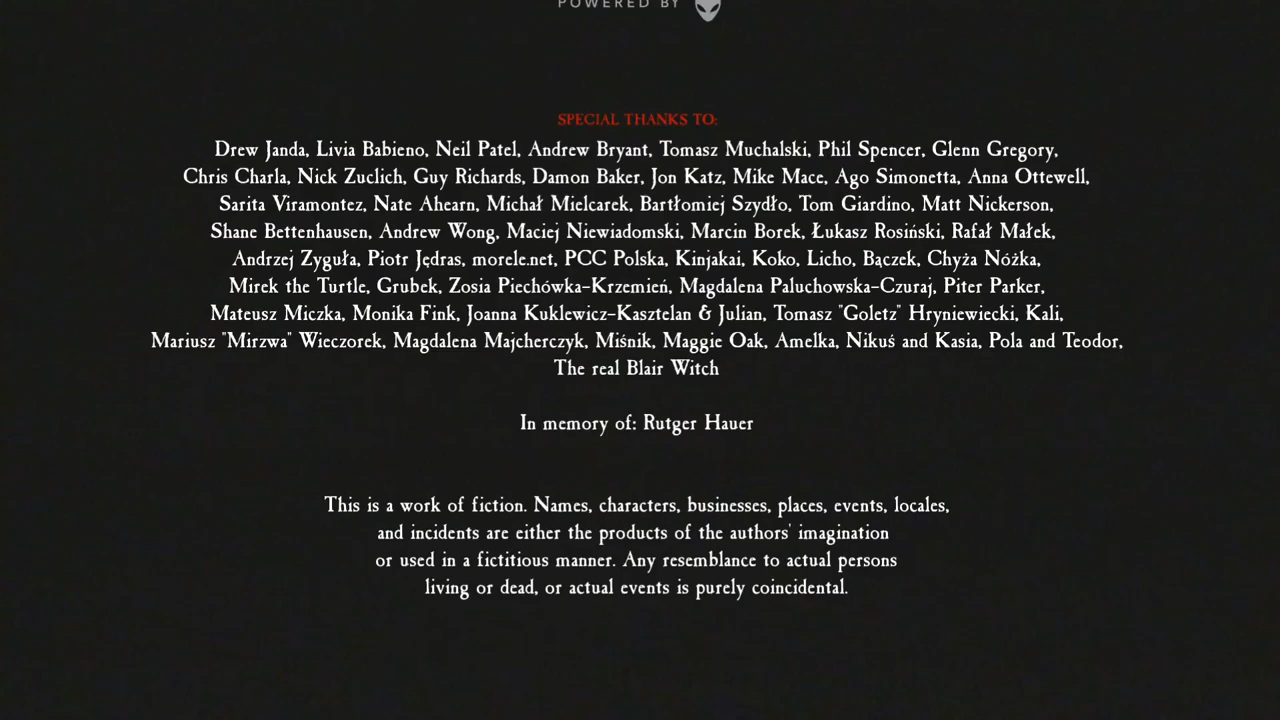 POWERED BY
SPECIAL THANKS TO:
Drew Janda, Livia Babieno, Neil Patel, Andrew Bryant, Tomasz Muchalski, Phil Spencer, Glenn Gregory,
Chris Charla, Nick Zuclich, Guy Richards, Damon Baker, Jon Katz, Mike Mace, Ago Simonetta, Anna Ottewell,
Sarita Viramontez, Nate Ahearn, Michał Mielcarek, Bartłomiej Szydło, Tom Giardino, Matt Nickerson,
Shane Bettenhausen, Andrew Wong, Maciej Niewiadomski, Marcin Borek, Łukasz Rosiński, Rafał Małek,
Andrzej Zyguła, Piotr Jędras, morele.net, PCC Polska, Kinjakai, Koko, Licho, Bączek, Chyża Nóżka,
Mirek the Turtle, Grubek, Zosia Piechówka-Krzemień, Magdalena Paluchowska-Czuraj, Piter Parker,
Mateusz Miczka, Monika Fink, Joanna Kuklewicz-Kasztelan & Julian, Tomasz "Goletz" Hryniewiecki, Kali,
Mariusz "Mirzwa" Wieczorek, Magdalena Majcherczyk, Miśnik, Maggie Oak, Amelka, Nikuś and Kasia, Pola and Teodor,
The real Blair Witch
In memory of: Rutger Hauer
This is a work of fiction. Names, characters, businesses, places, events, locales,
and incidents are either the products of the authors' imagination
or used in a fictitious manner. Any resemblance to actual persons
living or dead, or actual events is purely coincidental.